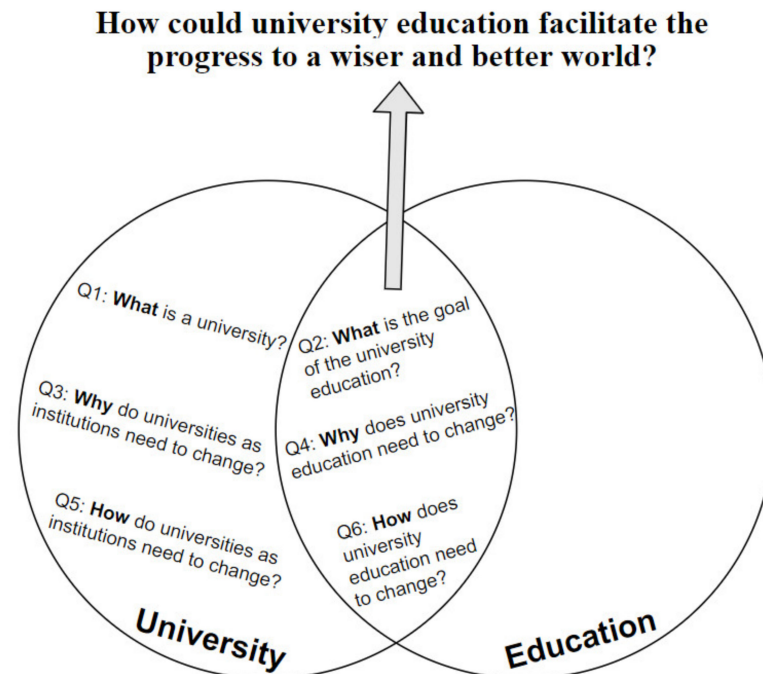 How could university education facilitate the
progress to a wiser and better world?
Q1: What is a university?
Q2: What is the goal
of the university
education?
Q3: Why do universities as
institutions need to change?
Q4: Why does university
education need to change?
Q5: How do universities as
institutions need to change?
Q6: How does
university
education need
to change?
University
Education